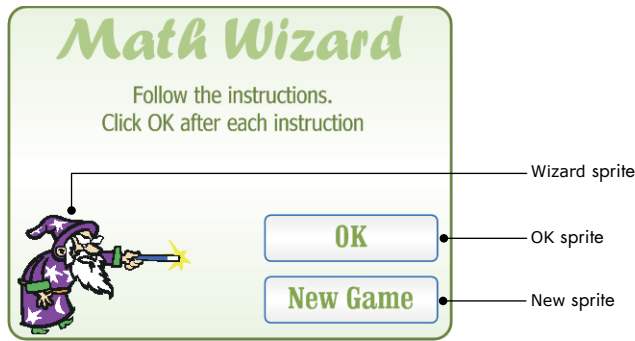 Math Wizard
Follow the instructions.
Click OK after each instruction
Wizard sprite
OK
OK sprite
New Game
New sprite